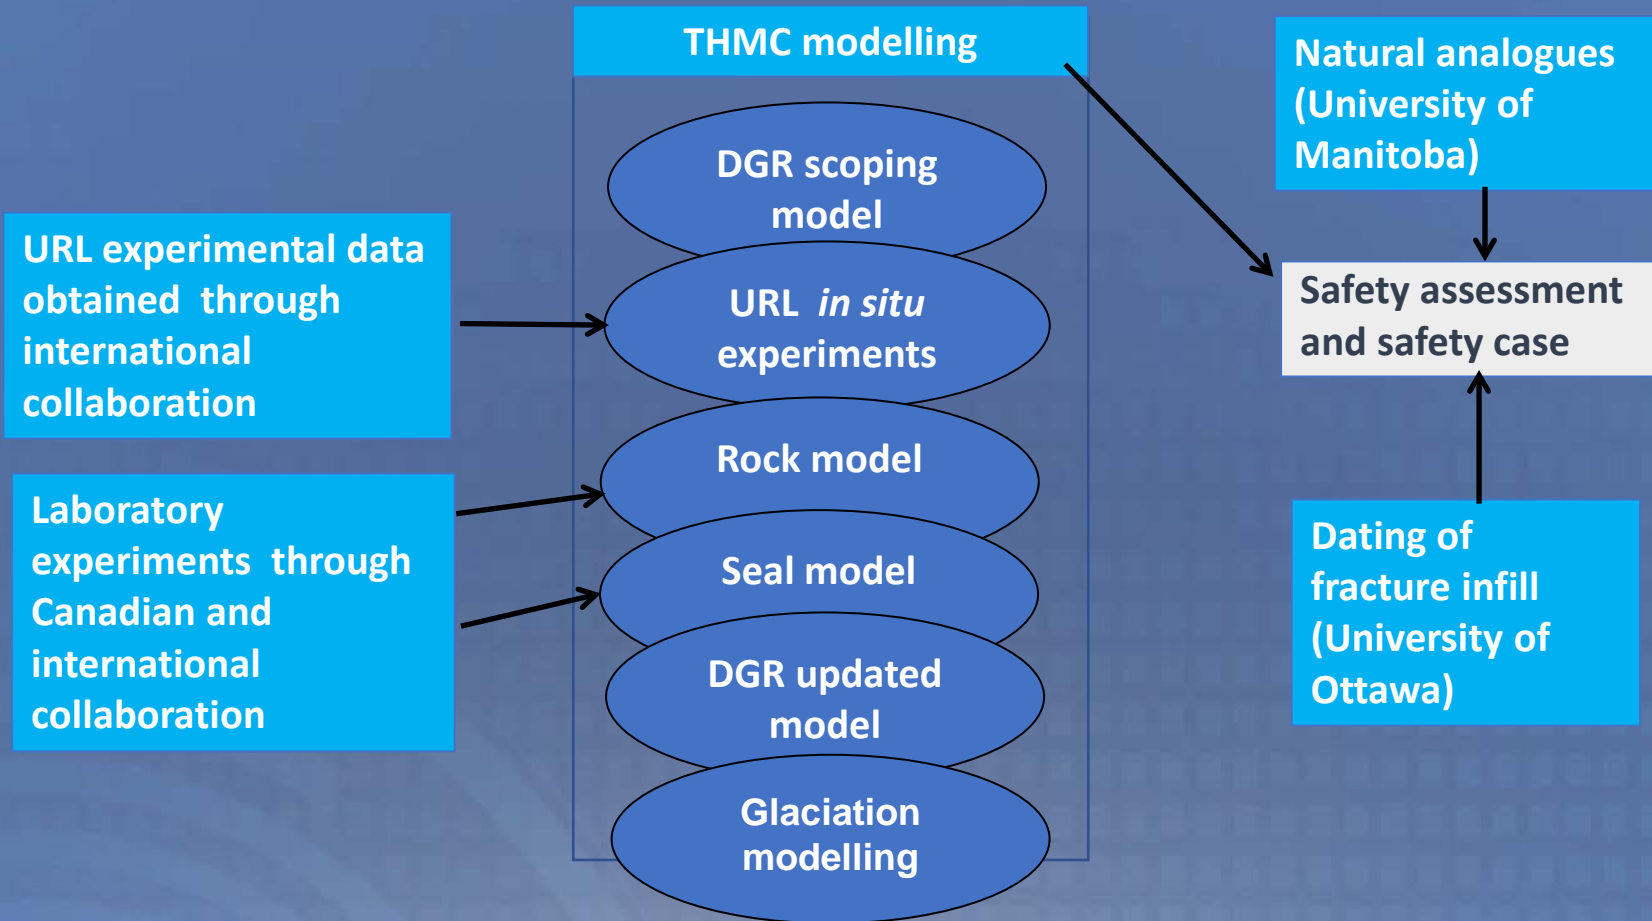 THMC modelling
DGR scoping
model
URL in situ
experiments
Rock model
Seal model
DGR updated
model
Glaciation
modelling
URL experimental data
obtained through
international
collaboration
Laboratory
experiments through
Canadian and
international
collaboration
Natural analogues
(University of
Manitoba)
Safety assessment
and safety case
Dating of
fracture infill
(University of
Ottawa)